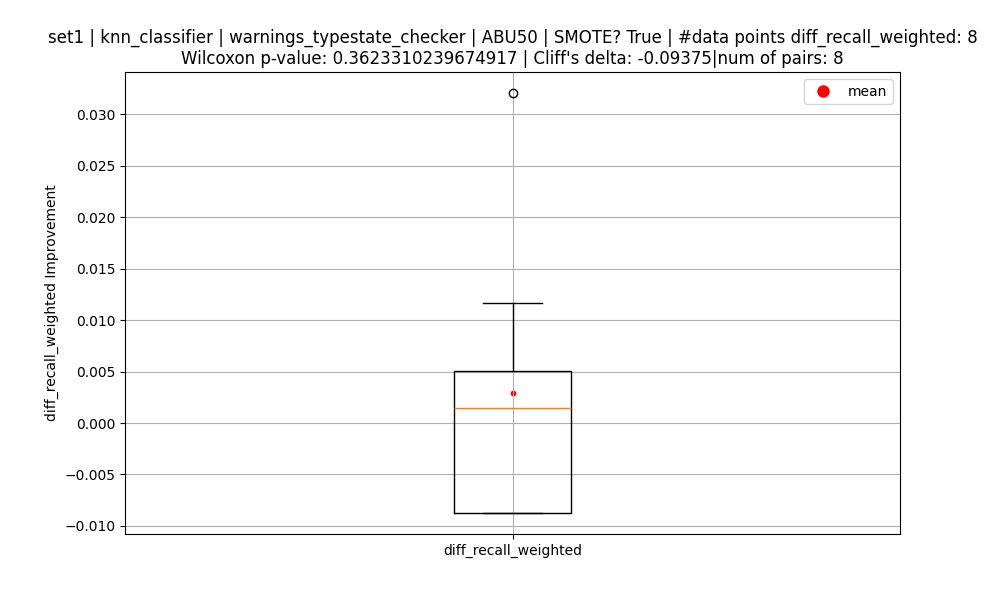 set1 | knn_classifier | warnings_typestate_checker | ABU50 | SMOTE? True | #data points diff_recall_weighted: 8
Wilcoxon p-value: 0.3623310239674917 | Cliff's delta: -0.09375|num of pairs: 8
mean
0.030
0.025
0.020
0.015
0.010
0.005
0.000
−0.005
−0.010
diff_recall_weighted Improvement
diff_recall_weighted